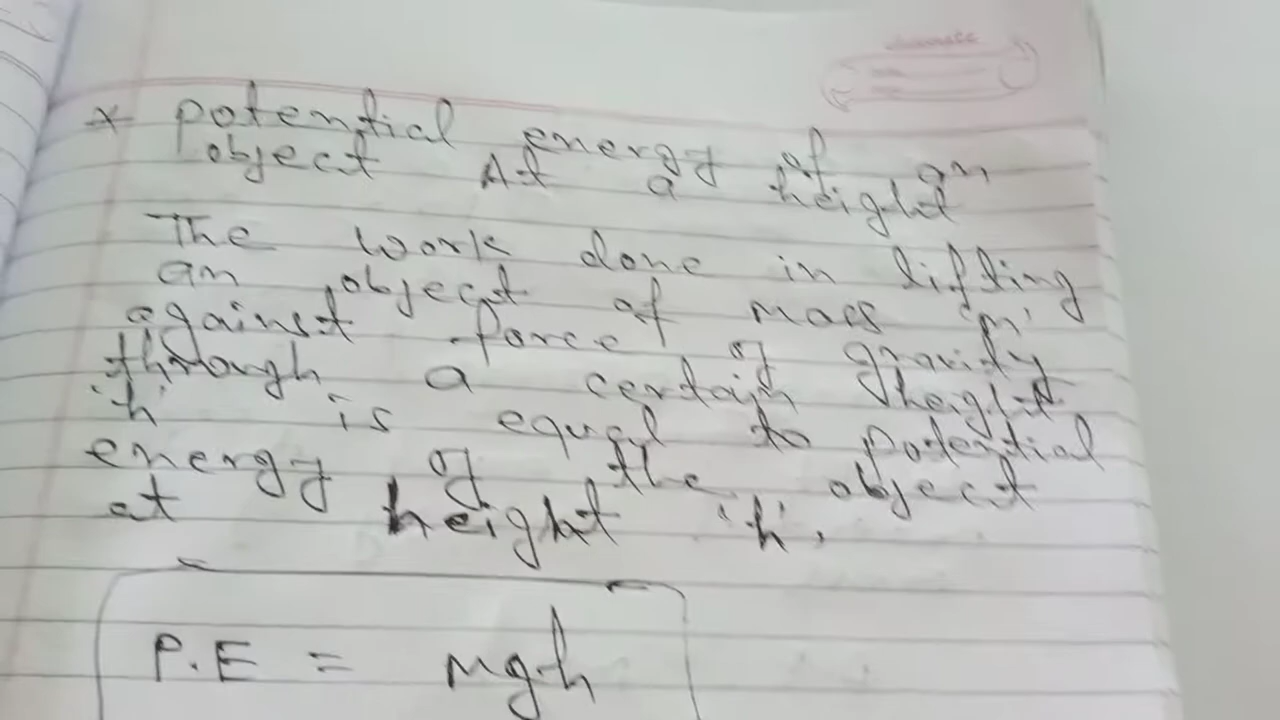 * potential energy of an
object At a height
The work done in lifting
an object of mass 'm'
against force of gravity
through a certain height
'h' is equal to potential
energy of the object
at height 'h'.
P.E = mgh